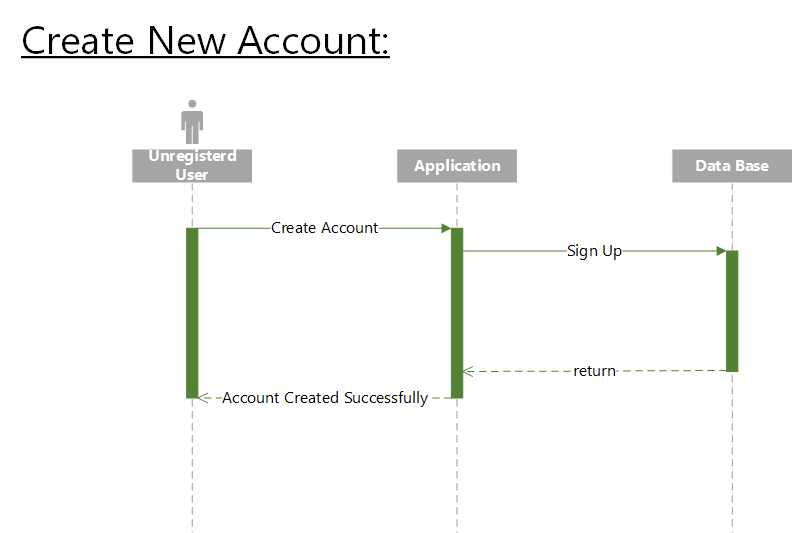 Create New Account:
Unregisterd
User
Application
Data Base
Create Account
Sign Up
return
Account Created Successfully